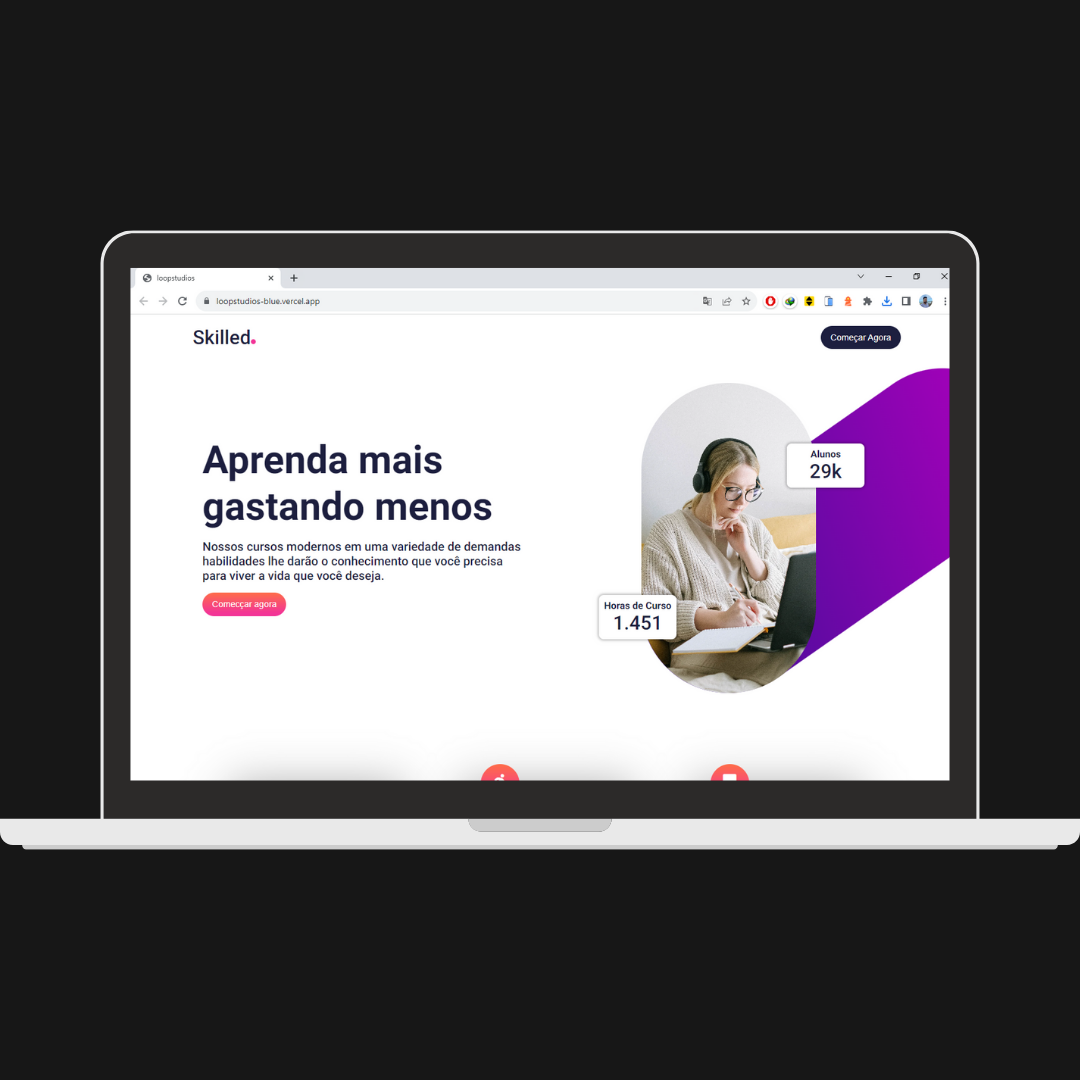 loopstudios
loopstudios-blue.vercel.app
Skilled.
Começar Agora
Aprenda mais
gastando menos
Nossos cursos modernos em uma variedade de demandas
habilidades lhe darão o conhecimento que você precisa
para viver a vida que você deseja.
Comecçar agora
Alunos
29k
Horas de Curso
1.451